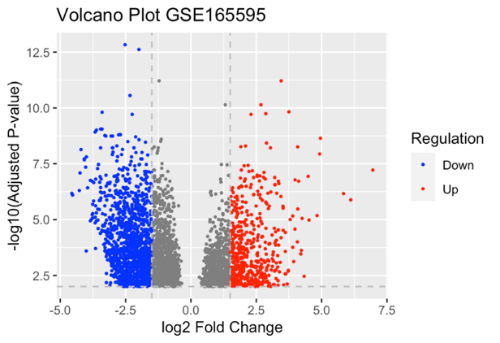 Volcano Plot GSE165595
-log10(Adjusted P-value)
12.5
10.0
7.5
5.0
2.5
-5.0 -2.5 0.0 2.5 5.0 7.5
log2 Fold Change
Regulation
Down
Up